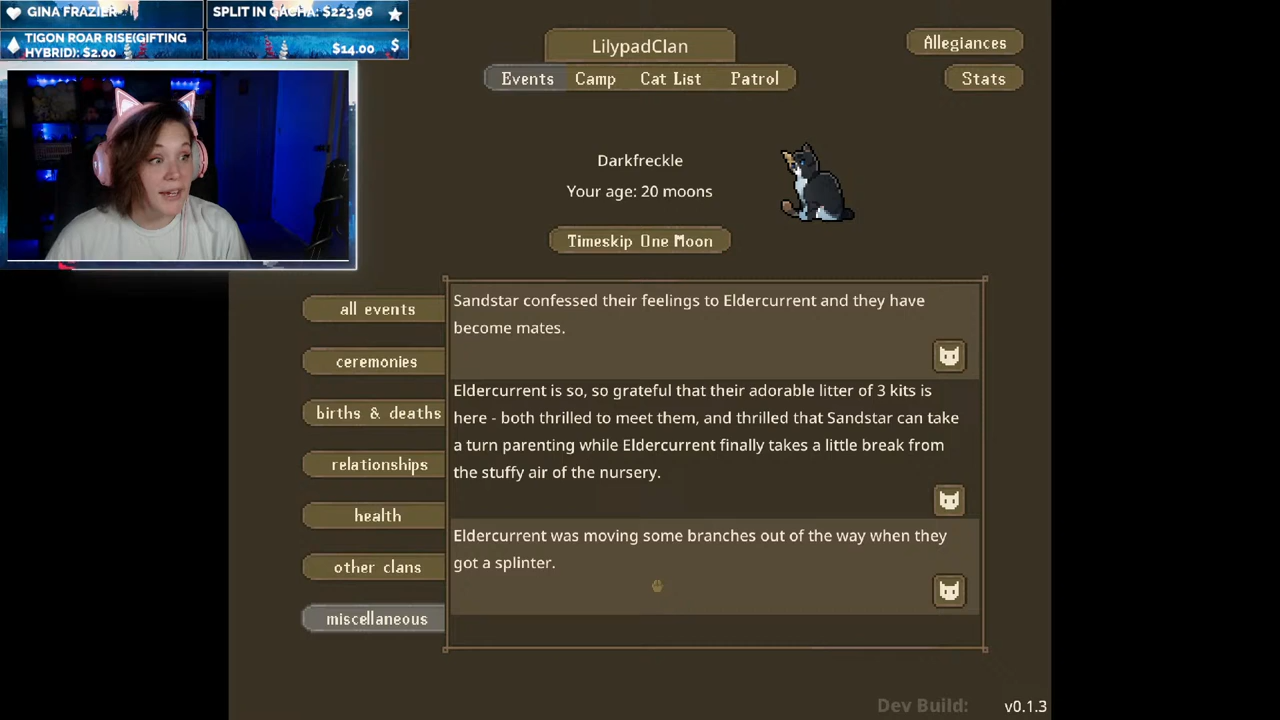 GINA FRAZIER
SPLIT IN GACHA: $223.96
TIGON ROAR RISE(GIFTING
HYBRID): $2.00
$14.00 $
LilypadClan
Allegiances
Events Camp Cat List Patrol
Stats
Darkfreckle
Your age: 20 moons
Timeskip One Moon
all events
ceremonies
births & deaths
relationships
health
other clans
miscellaneous
Sandstar confessed their feelings to Eldercurrent and they have
become mates.
Eldercurrent is so, so grateful that their adorable litter of 3 kits is
here - both thrilled to meet them, and thrilled that Sandstar can take
a turn parenting while Eldercurrent finally takes a little break from
the stuffy air of the nursery.
Eldercurrent was moving some branches out of the way when they
got a splinter.
Dev Build: v0.1.3